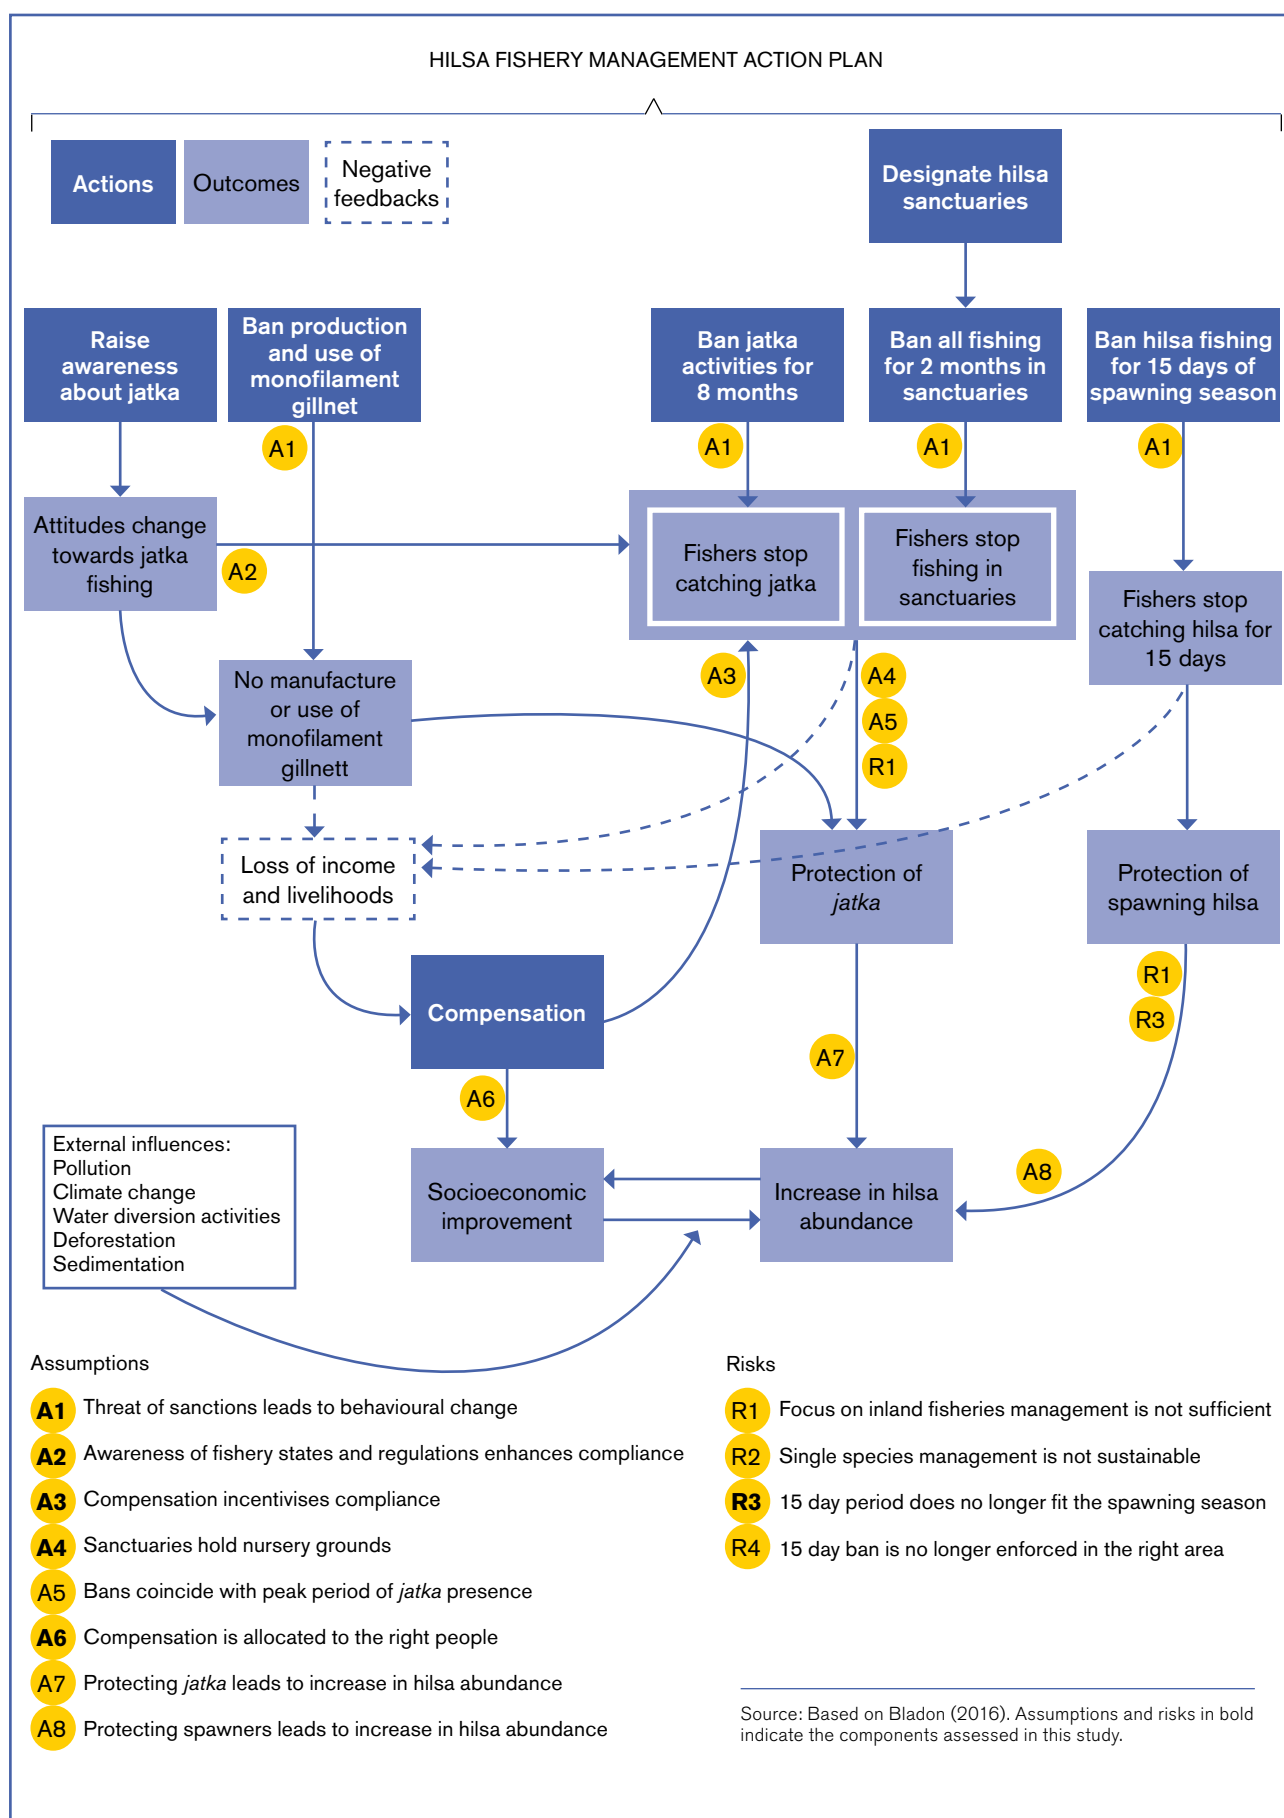 HILSA FISHERY MANAGEMENT ACTION PLAN
Actions
Outcomes
Negative
feedbacks
Designate hilsa
sanctuaries
Raise
awareness
about jatka
Ban production
and use of
monofilament
gillnet
Ban jatka
activities for
8 months
Ban all fishing
for 2 months in
sanctuaries
Ban hilsa fishing
for 15 days of
spawning season
A1
A1
A1
A1
Attitudes change
towards jatka
fishing
A2
Fishers stop
catching jatka
Fishers stop
fishing in
sanctuaries
Fishers stop
catching hilsa for
15 days
No manufacture
or use of
monofilament
gillnett
A3
A4
A5
R1
Loss of income
and livelihoods
Protection of
jatka
Protection of
spawning hilsa
Compensation
R1
R3
A7
A6
A8
External influences:
Pollution
Climate change
Water diversion activities
Deforestation
Sedimentation
Socioeconomic
improvement
Increase in hilsa
abundance
Assumptions
A1 Threat of sanctions leads to behavioural change
A2 Awareness of fishery states and regulations enhances compliance
A3 Compensation incentivises compliance
A4 Sanctuaries hold nursery grounds
A5 Bans coincide with peak period of jatka presence
A6 Compensation is allocated to the right people
A7 Protecting jatka leads to increase in hilsa abundance
A8 Protecting spawners leads to increase in hilsa abundance
Risks
R1 Focus on inland fisheries management is not sufficient
R2 Single species management is not sustainable
R3 15 day period does no longer fit the spawning season
R4 15 day ban is no longer enforced in the right area
Source: Based on Bladon (2016). Assumptions and risks in bold
indicate the components assessed in this study.